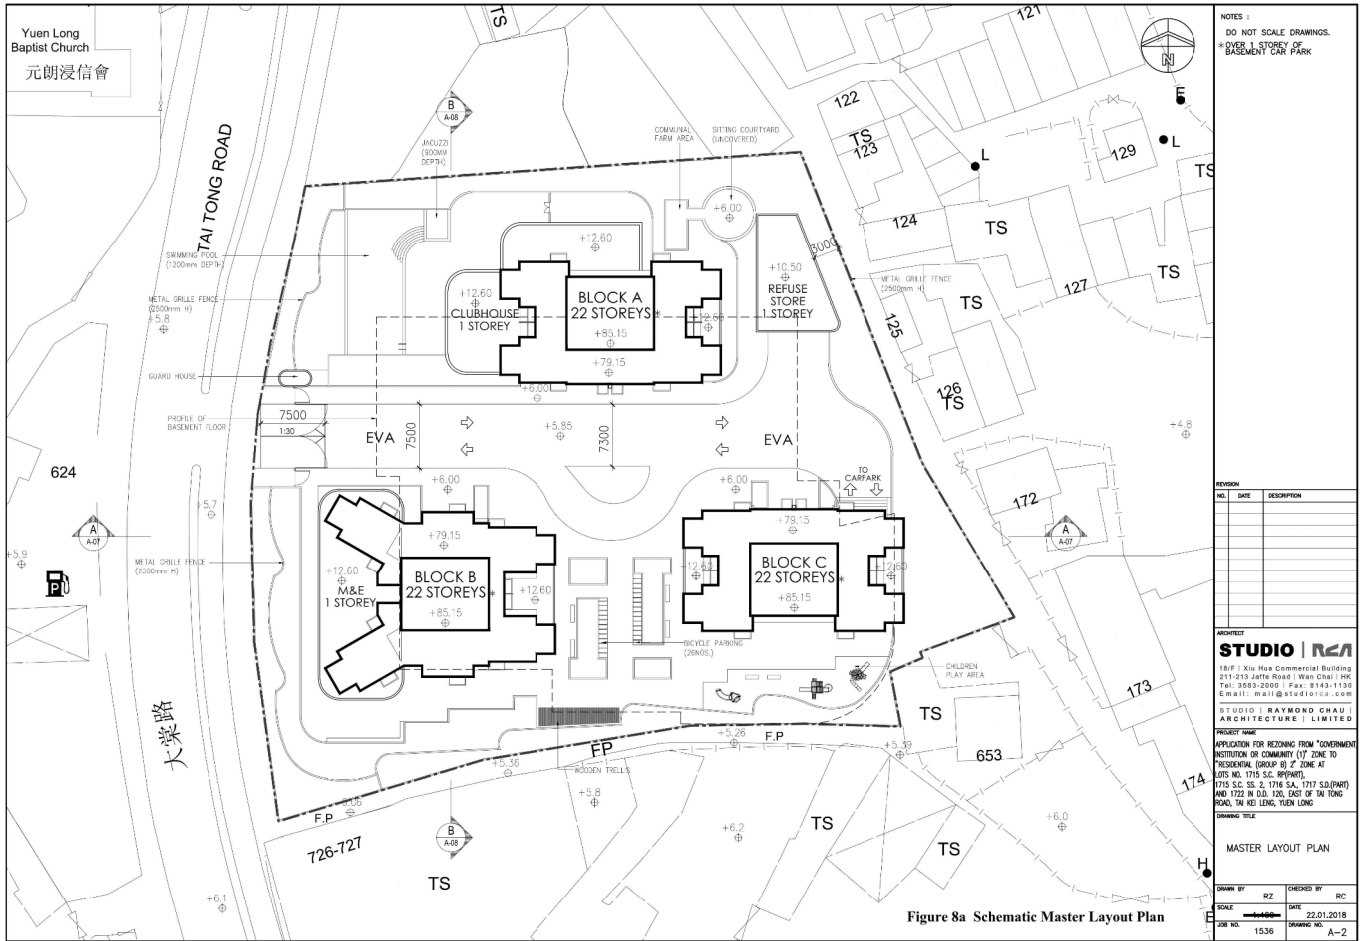 Yuen Long
Baptist Church
元朗浸信會
TS
121
122
TS
123
124
TS
129
L
L
E
TS
TS
127
TS
125
126
TS
TAI TONG ROAD
B
A-08
JACUZZI
(900MM
DEPTH)
COMMUNAL
FARM AREA
SITTING COURTYARD
(UNCOVERED)
+6.00
SWIMMING POOL
(1200mm DEPTH)
METAL GRILLE FENCE
(2500mm H)
+5.8
+12.60
+12.60
CLUBHOUSE
1 STOREY
BLOCK A
22 STOREYS*
+85.15
+79.15
+12.60
3000
+10.50
REFUSE
STORE
1 STOREY
METAL GRILLE FENCE
(2500mm H)
GUARD HOUSE
+6.00
PROFILE OF
BASEMENT FLOOR
7500
1:30
EVA
7500
+5.85
7300
EVA
+4.8
624
+6.00
+6.00
TO
CARPARK
172
+5.7
A
A-07
+5.9
P
METAL GRILLE FENCE
(2300mm H)
+79.15
+12.60
M&E
1 STOREY
BLOCK B
22 STOREYS*
+85.15
+12.60
+79.15
+12.60
BLOCK C
22 STOREYS*
+85.15
+12.60
A
A-07
BICYCLE PARKING
(26NOS.)
CHILDREN
PLAY AREA
173
大棠路
TS
653
174
FP
F.P
+5.26
+5.39
+5.36
WOODEN TRELLIS
+5.8
F.P
726-727
B
A-08
TS
+6.2
TS
TS
+6.0
+6.1
H
Figure 8a Schematic Master Layout Plan
N
NOTES :
DO NOT SCALE DRAWINGS.
* OVER 1 STOREY OF
BASEMENT CAR PARK
REVISION
NO. DATE DESCRIPTION
ARCHITECT
STUDIO | RCA
18/F | Xiu Hua Commercial Building
211-213 Jaffe Road | Wan Chai | HK
Tel: 3583-2000 | Fax: 8143-1130
Email: mail@studiorca.com
STUDIO | RAYMOND CHAU |
ARCHITECTURE | LIMITED
PROJECT NAME
APPLICATION FOR REZONING FROM "GOVERNMENT
INSTITUTION OR COMMUNITY (1)" ZONE TO
"RESIDENTIAL (GROUP B) 2" ZONE AT
LOTS NO. 1715 S.C. RP(PART),
1715 S.C. SS. 2, 1716 S.A., 1717 S.D.(PART)
AND 1722 IN D.D. 120, EAST OF TAI TONG
ROAD, TAI KEI LENG, YUEN LONG
DRAWING TITLE
MASTER LAYOUT PLAN
DRAWN BY RZ CHECKED BY RC
SCALE DATE 22.01.2018
JOB NO. 1536 DRAWING NO. A-2